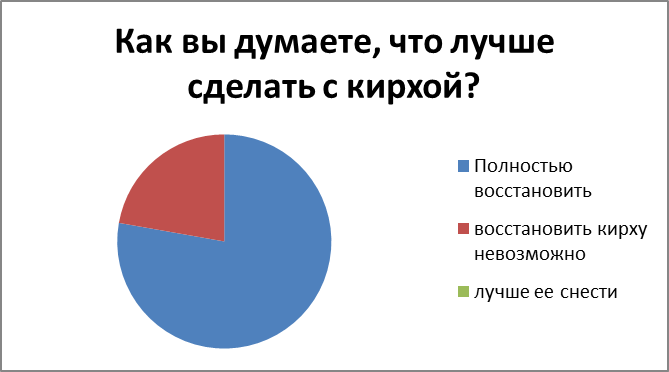 Как вы думаете, что лучше
сделать с кирхой?
Полностью
восстановить
восстановить кирху
невозможно
лучше ее снести